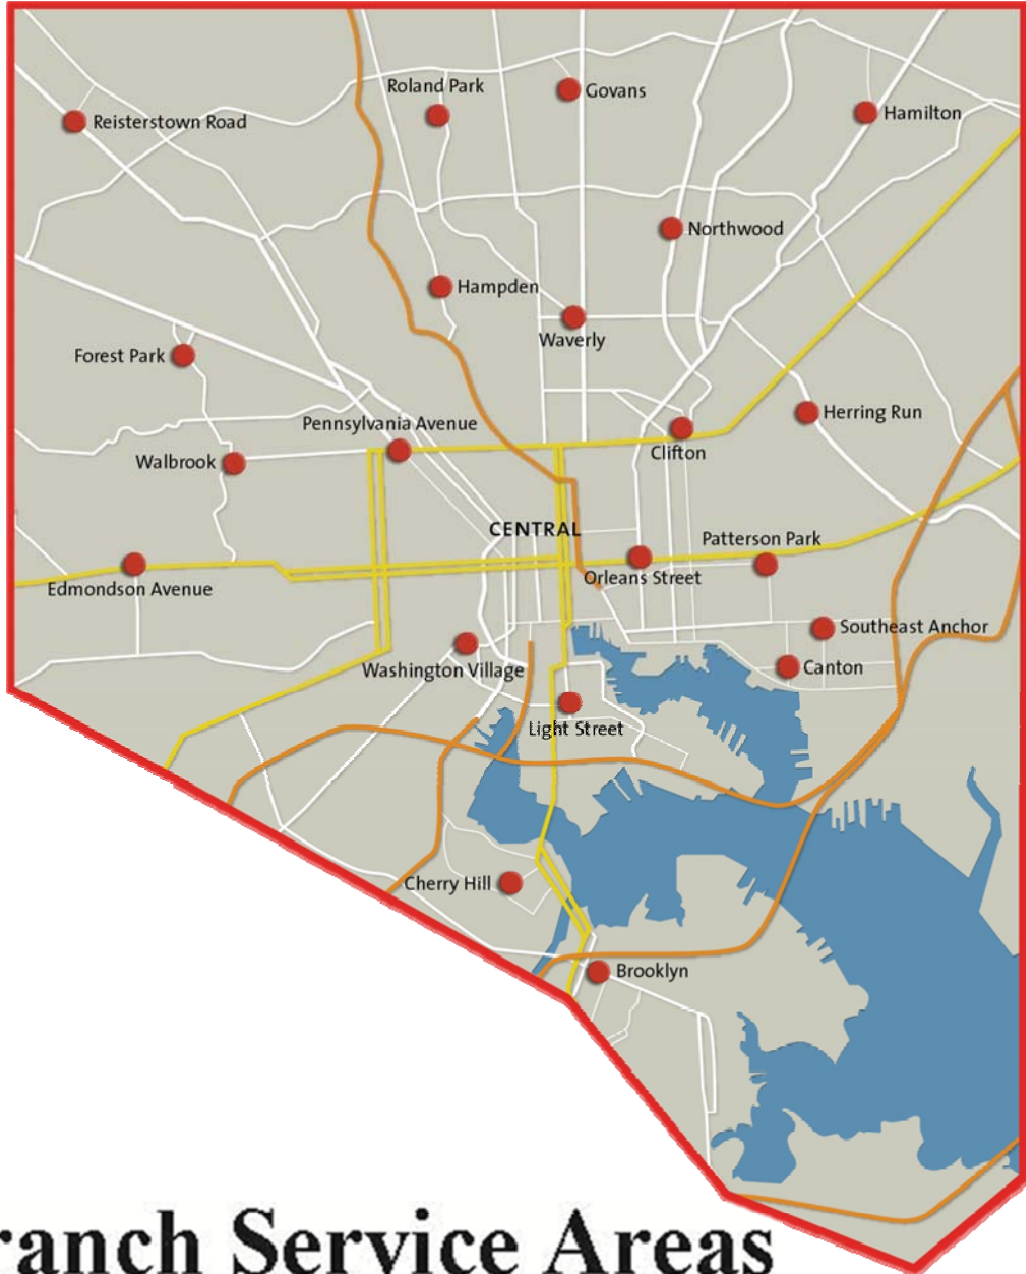 Roland Park
Govans
Reisterstown Road
Hamilton
Northwood
Hampden
Waverly
Forest Park
Pennsylvania Avenue
Herring Run
Walbrook
Clifton
CENTRAL
Patterson Park
Edmondson Avenue
Orleans Street
Southeast Anchor
Washington Village
Canton
Light Street
Cherry Hill
Brooklyn
ranch Service Areas